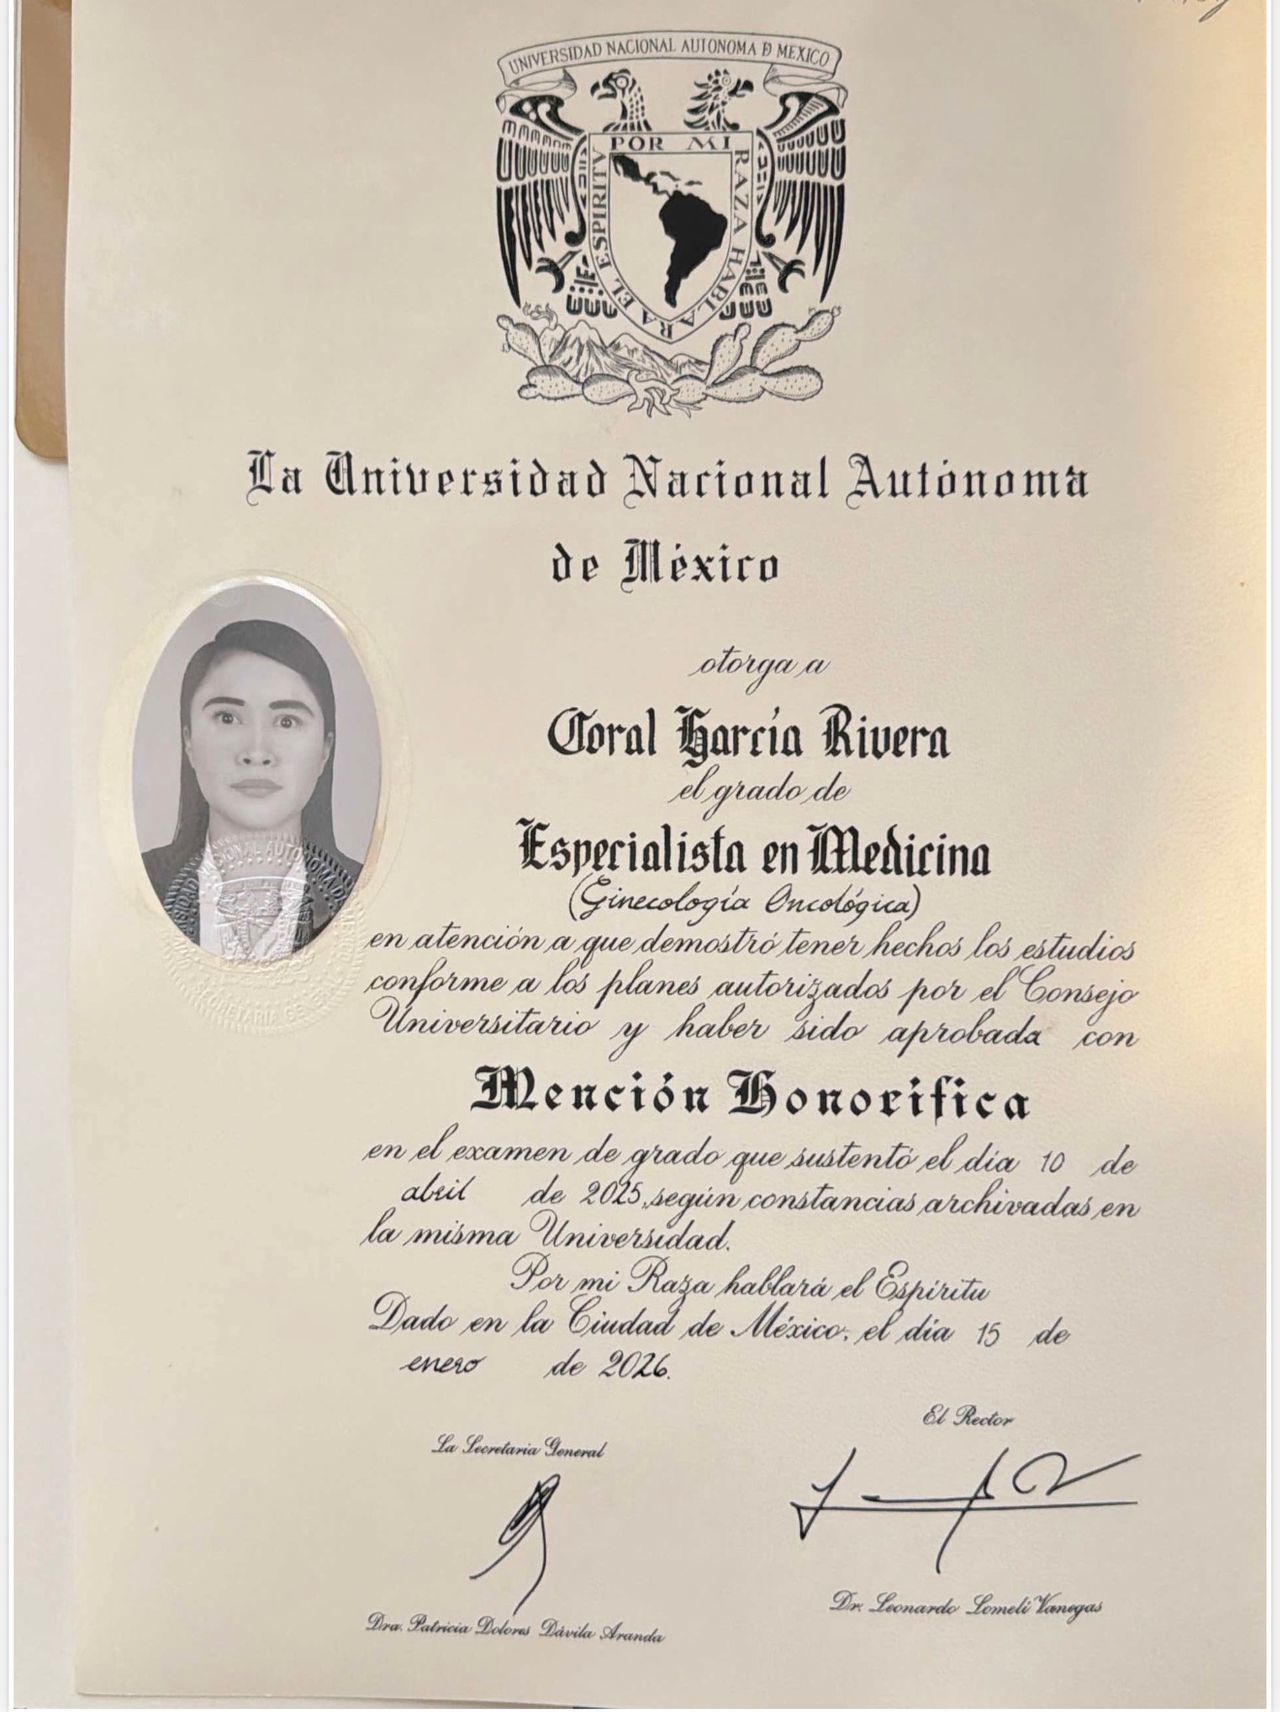 UNIVERSIDAD NACIONAL AUTONOMA D MEXICO
POR MI RAZA HABLARA EL ESPIRITU
La Universidad Nacional Autónoma
de México
otorga a
Coral García Rivera
el grado de
Especialista en Medicina
(Ginecología Oncológica)
en atención a que demostró tener hechos los estudios
conforme a los planes autorizados por el Consejo
Universitario y haber sido aprobada con
Mención Honorífica
en el examen de grado que sustentó el día 10 de
abril de 2025, según constancias archivadas en
la misma Universidad.
Por mi Raza hablará el Espíritu
Dado en la Ciudad de México, el día 15 de
enero de 2026.
El Rector
La Secretaria General
Dr. Leonardo Lomelí Vanegas
Dra. Patricia Dolores Dávila Aranda